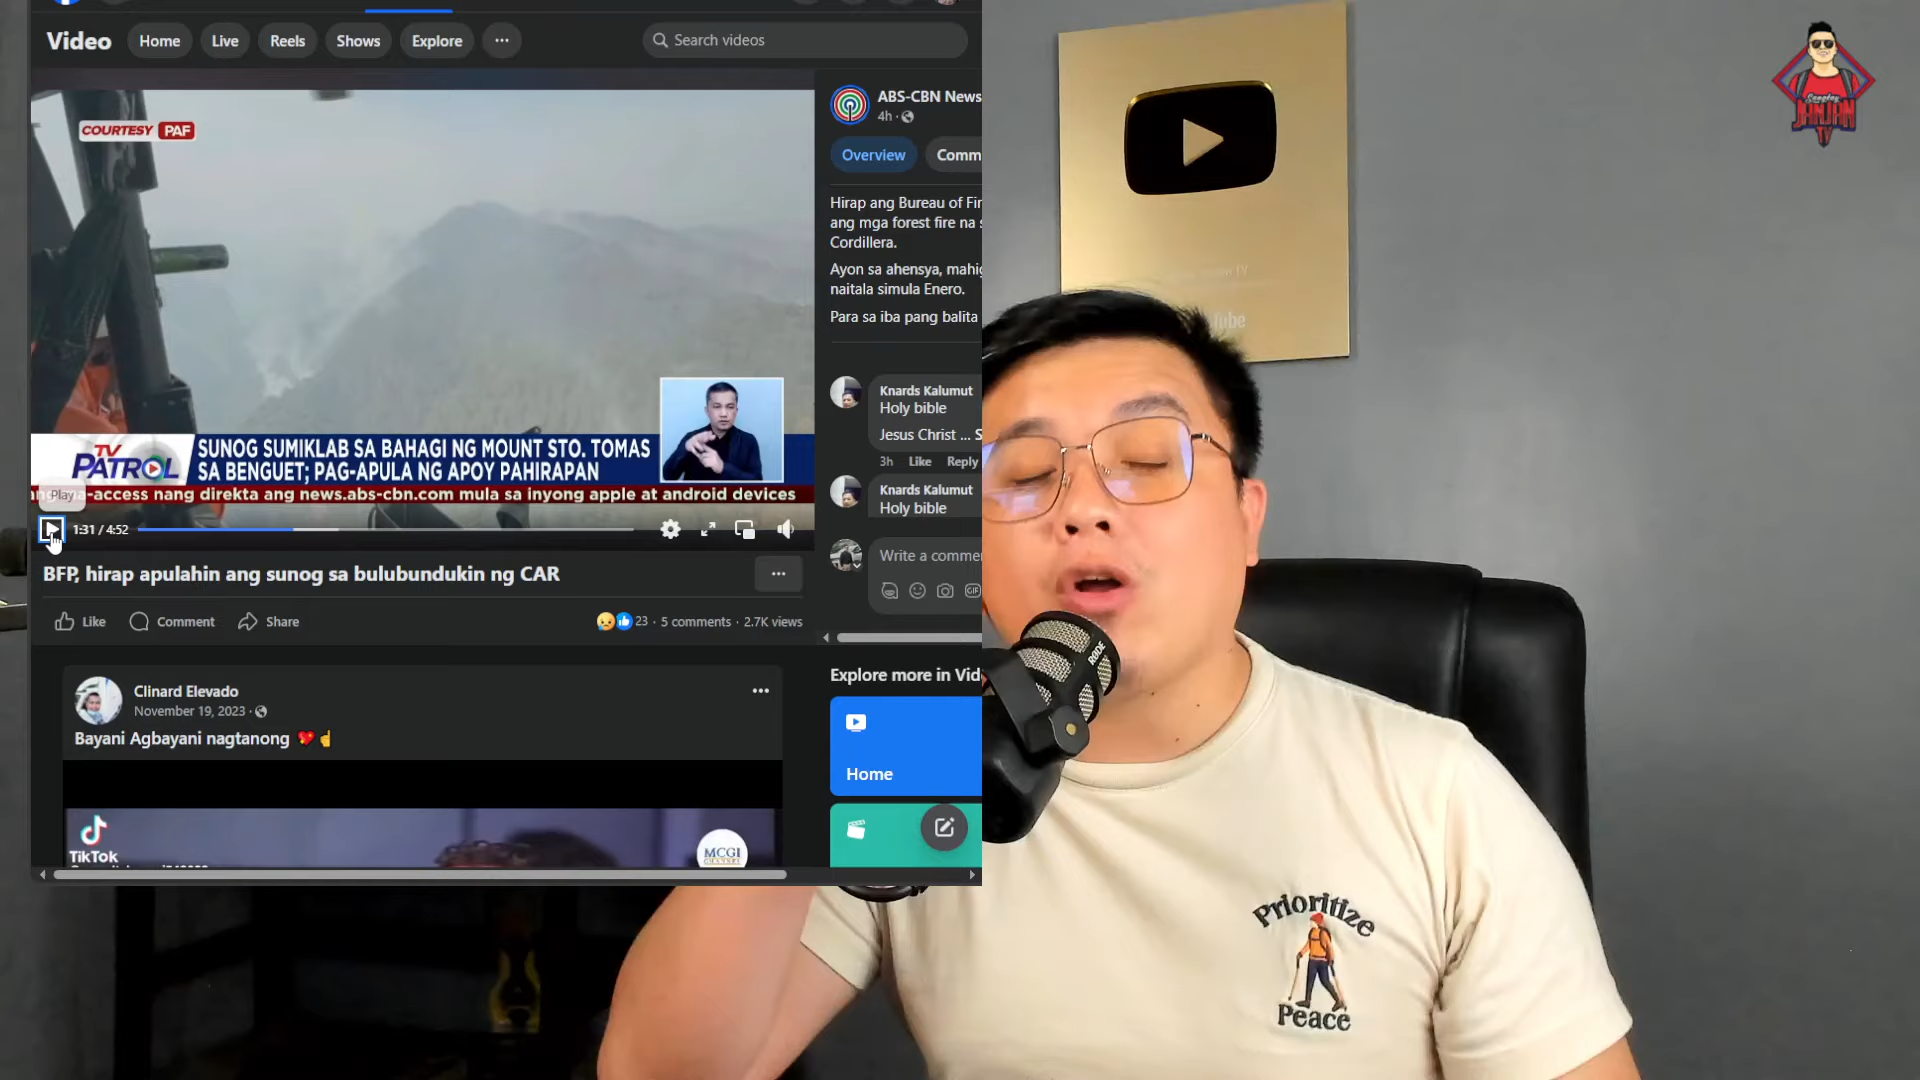 Video
Home
Live
Reels
Shows
Explore
Search videos
COURTESY PAF
TV PATROL
SUNOG SUMIKLAB SA BAHAGI NG MOUNT STO. TOMAS
SA BENGUET; PAG-APULA NG APOY PAHIRAPAN
a-access nang direkta ang news.abs-cbn.com mula sa inyong apple at android devices
Play
1:31 / 4:52
BFP, hirap apulahin ang sunog sa bulubundukin ng CAR
Like
Comment
Share
23 · 5 comments · 2.7K views
Clinard Elevado
November 19, 2023
Bayani Agbayani nagtanong
TikTok
MCGI
ABS-CBN News
4h
Overview
Comm
Hirap ang Bureau of Fir
ang mga forest fire na s
Cordillera.
Ayon sa ahensya, mahig
naitala simula Enero.
Para sa iba pang balita
Knards Kalumut
Holy bible
Jesus Christ ... S
3h Like Reply
Knards Kalumut
Holy bible
Write a comme
GIF
Explore more in Vid
Home
RØDE
Prioritize
Peace
JANJAN
TV